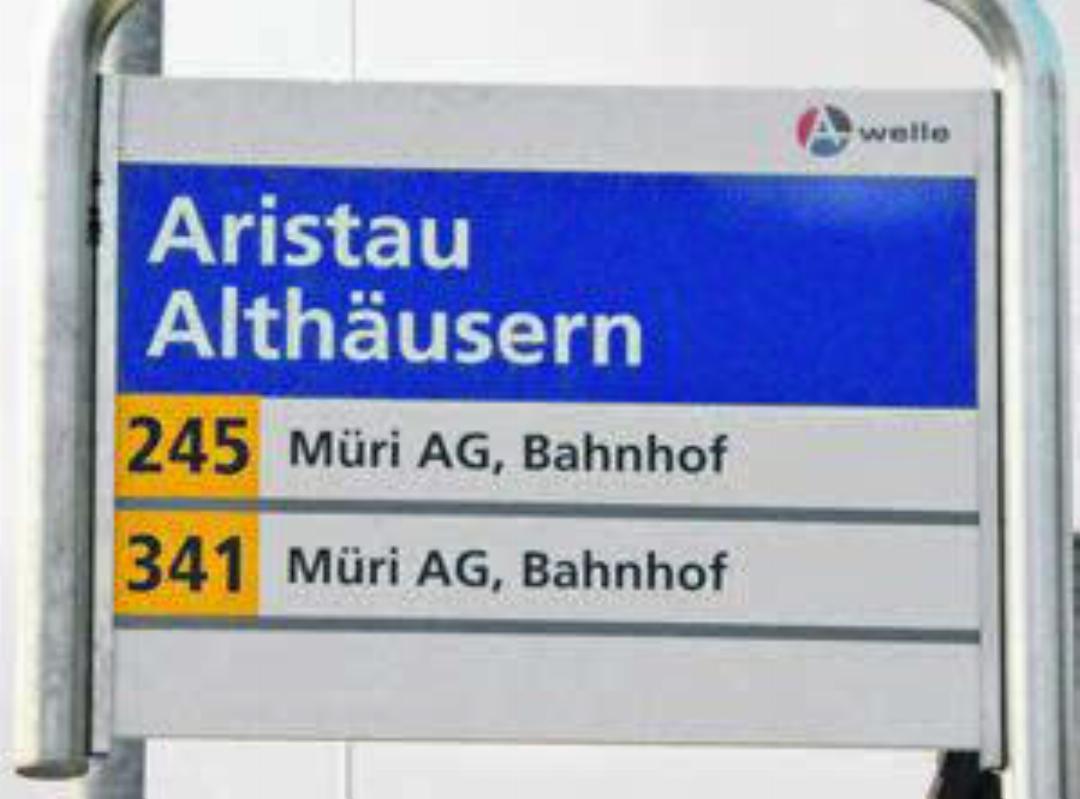 A welle
Aristau
Althäusern
245 Müri AG, Bahnhof
341 Müri AG, Bahnhof